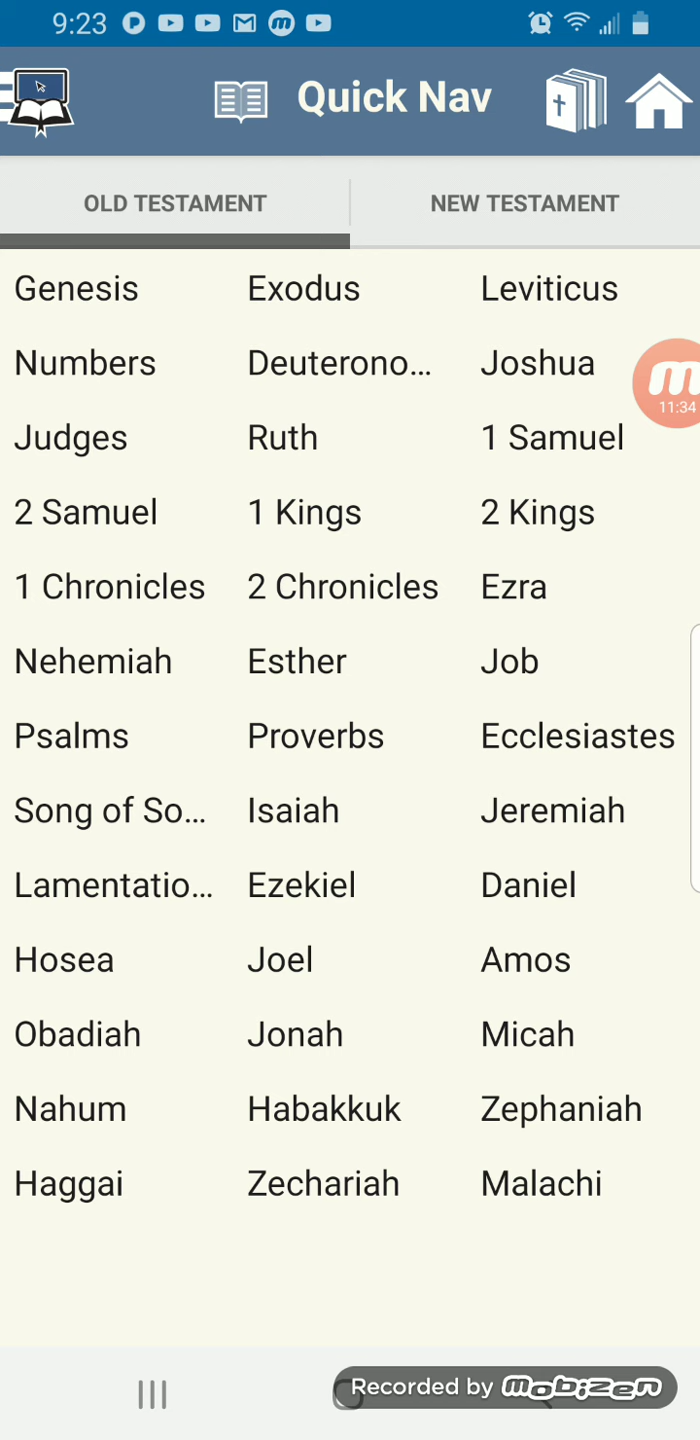 9:23
Quick Nav
OLD TESTAMENT NEW TESTAMENT
Genesis Exodus Leviticus
Numbers Deuterono... Joshua
11:34
Judges Ruth 1 Samuel
2 Samuel 1 Kings 2 Kings
1 Chronicles 2 Chronicles Ezra
Nehemiah Esther Job
Psalms Proverbs Ecclesiastes
Song of So... Isaiah Jeremiah
Lamentatio... Ezekiel Daniel
Hosea Joel Amos
Obadiah Jonah Micah
Nahum Habakkuk Zephaniah
Haggai Zechariah Malachi
Recorded by mobizen